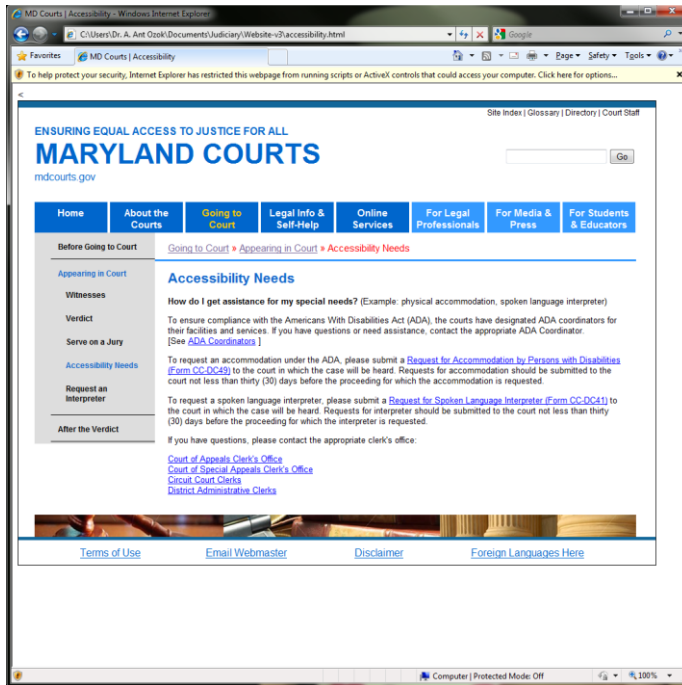 MD Courts | Accessibility - Windows Internet Explorer
C:\Users\Dr. A. Ant Ozok\Documents\Judiciary\Website-v3\accessibility.html
Google
Favorites
MD Courts | Accessibility
Page
Safety
Tools
To help protect your security, Internet Explorer has restricted this webpage from running scripts or ActiveX controls that could access your computer. Click here for options...
<
Site Index | Glossary | Directory | Court Staff
ENSURING EQUAL ACCESS TO JUSTICE FOR ALL
MARYLAND COURTS
Go
mdcourts.gov
Home
About the
Courts
Going to
Court
Legal Info &
Self-Help
Online
Services
For Legal
Professionals
For Media &
Press
For Students
& Educators
Before Going to Court
Appearing in Court
Witnesses
Verdict
Serve on a Jury
Accessibility Needs
Request an
Interpreter
After the Verdict
Going to Court » Appearing in Court » Accessibility Needs
Accessibility Needs
How do I get assistance for my special needs? (Example: physical accommodation, spoken language interpreter)
To ensure compliance with the Americans With Disabilities Act (ADA), the courts have designated ADA coordinators for
their facilities and services. If you have questions or need assistance, contact the appropriate ADA Coordinator.
[See ADA Coordinators ]
To request an accommodation under the ADA, please submit a Request for Accommodation by Persons with Disabilities
(Form CC-DC49) to the court in which the case will be heard. Requests for accommodation should be submitted to the
court not less than thirty (30) days before the proceeding for which the accommodation is requested.
To request a spoken language interpreter, please submit a Request for Spoken Language Interpreter (Form CC-DC41) to
the court in which the case will be heard. Requests for interpreter should be submitted to the court not less than thirty
(30) days before the proceeding for which the interpreter is requested.
If you have questions, please contact the appropriate clerk's office:
Court of Appeals Clerk's Office
Court of Special Appeals Clerk's Office
Circuit Court Clerks
District Administrative Clerks
Terms of Use
Email Webmaster
Disclaimer
Foreign Languages Here
Computer | Protected Mode: Off
100%